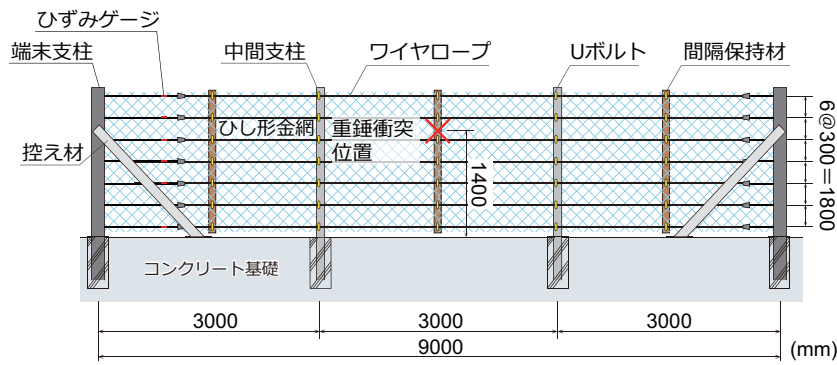 ひずみゲージ
端末支柱
中間支柱
ワイヤロープ
Uボルト
間隔保持材
ひし形金網
重錘衝突
位置
控え材
1400
6@300=1800
コンクリート基礎
3000
3000
3000
9000
(mm)